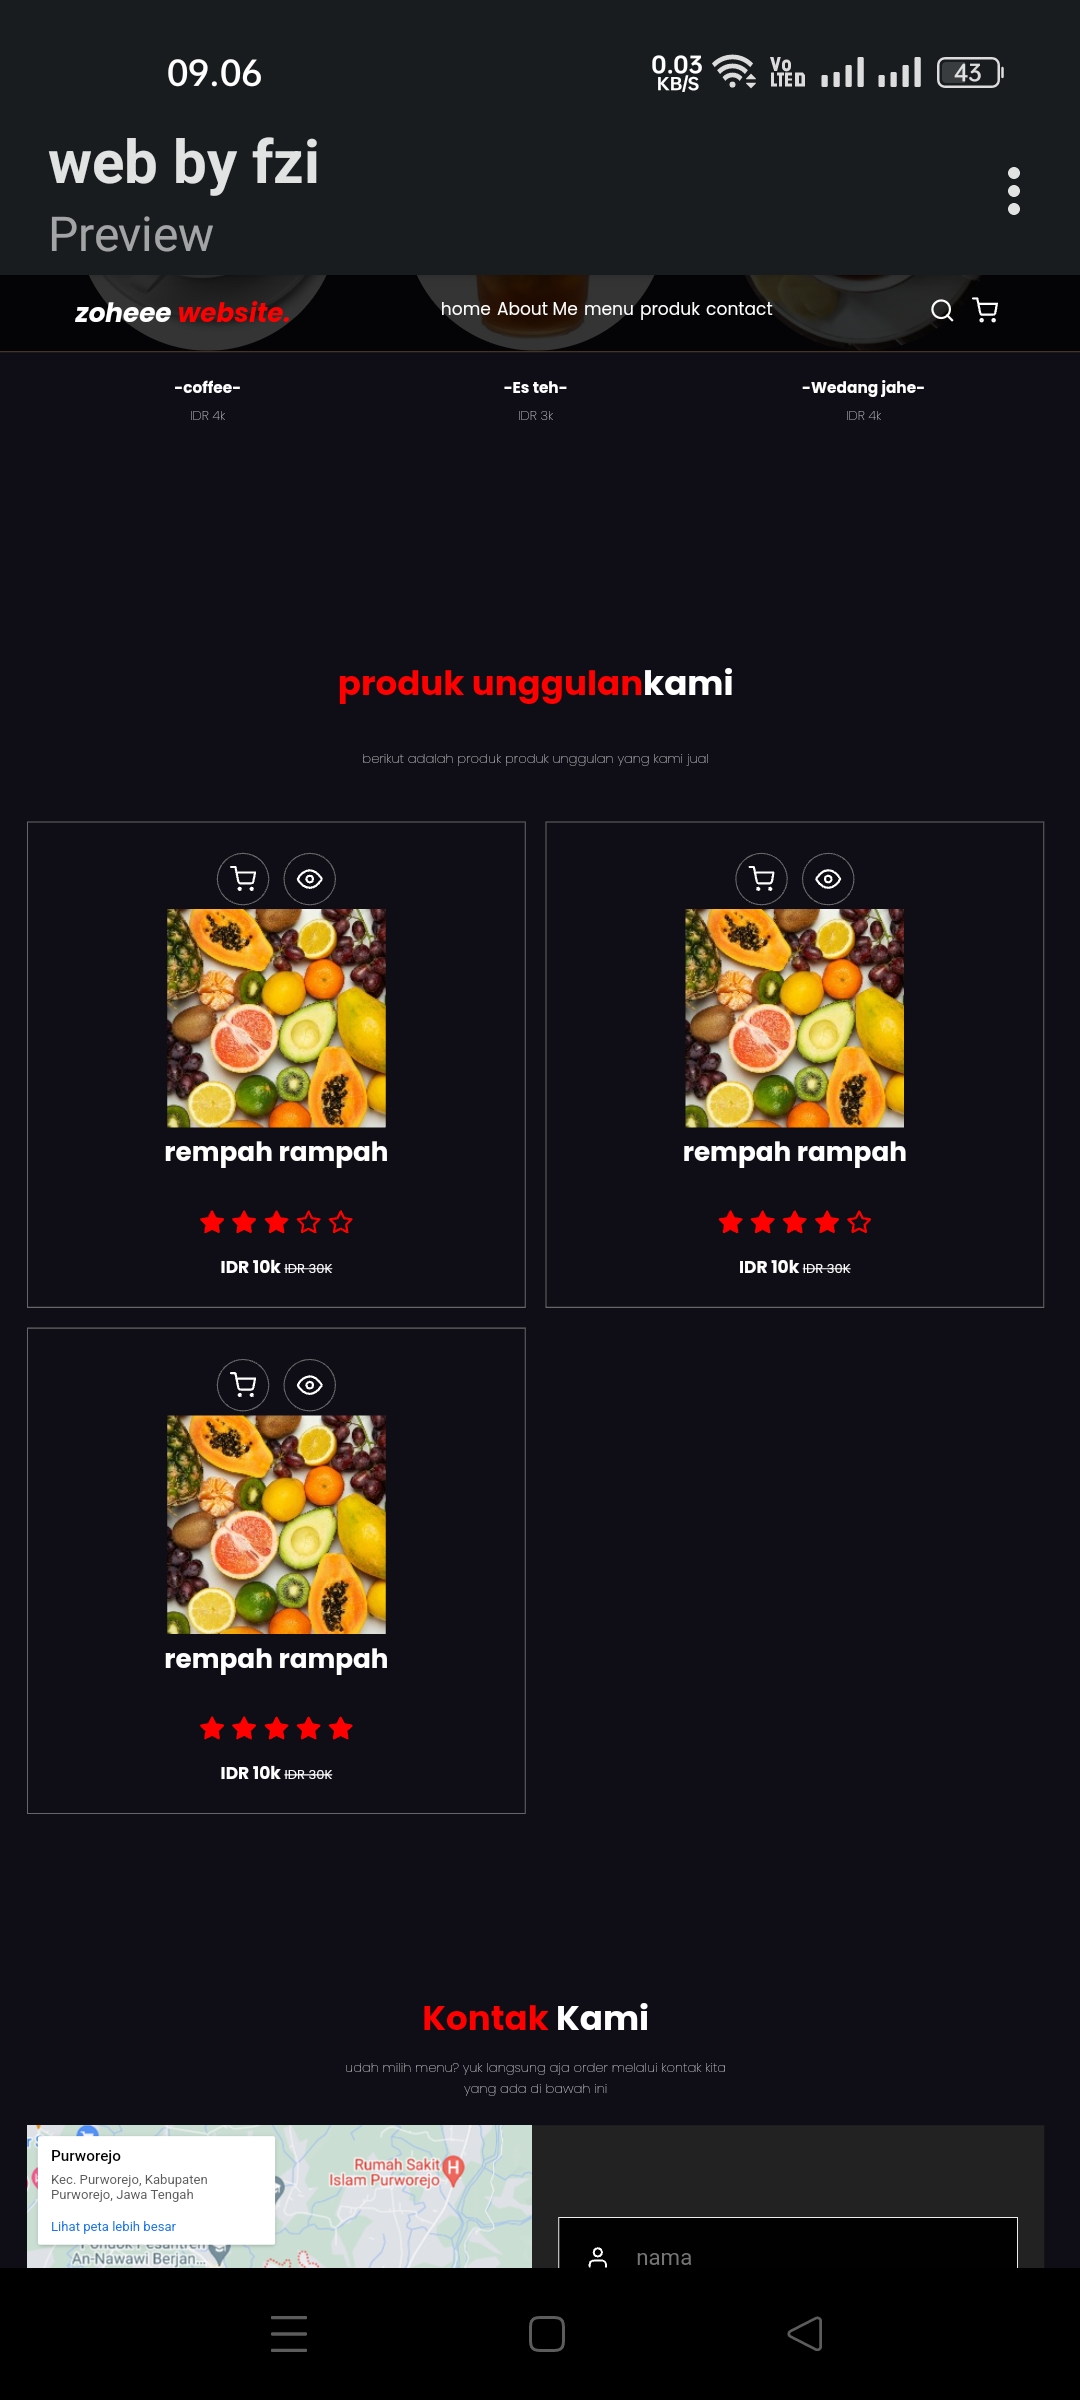 09.06
0.03 KB/S
Vo LTE
43
web by fzi
Preview
zoheee website.
home About Me menu produk contact
-coffee-
IDR 4k
-Es teh-
IDR 3k
-Wedang jahe-
IDR 4k
produk unggulankami
berikut adalah produk produk unggulan yang kami jual
rempah rampah
IDR 10k IDR 30K
rempah rampah
IDR 10k IDR 30K
rempah rampah
IDR 10k IDR 30K
Kontak Kami
udah milih menu? yuk langsung aja order melalui kontak kita
yang ada di bawah ini
Purworejo
Kec. Purworejo, Kabupaten
Purworejo, Jawa Tengah
Lihat peta lebih besar
Rumah Sakit
Islam Purworejo
H
Pondok Pesantren
An-Nawawi Berjan...
nama